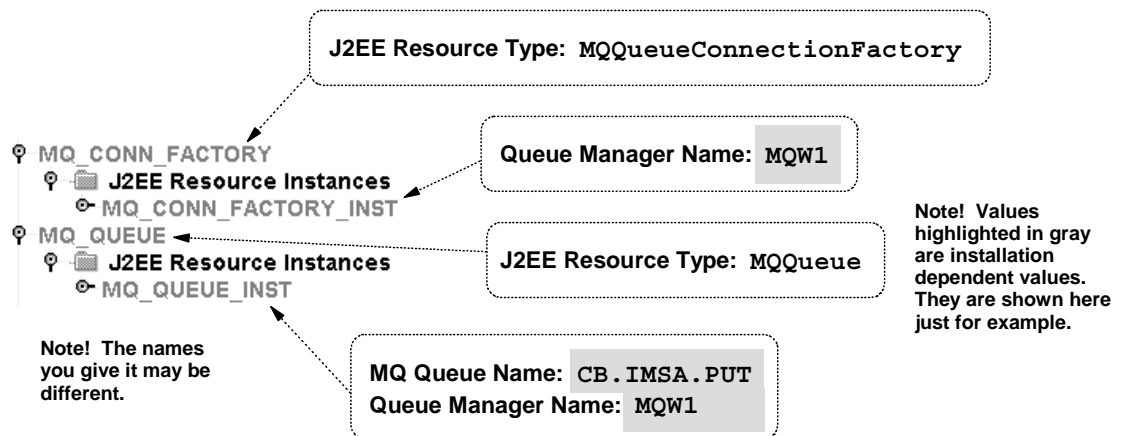 J2EE Resource Type: MQQueueConnectionFactory
MQ_CONN_FACTORY
J2EE Resource Instances
MQ_CONN_FACTORY_INST
MQ_QUEUE
J2EE Resource Instances
MQ_QUEUE_INST
Queue Manager Name: MQW1
J2EE Resource Type: MQQueue
Note! Values
highlighted in gray
are installation
dependent values.
They are shown here
just for example.
Note! The names
you give it may be
different.
MQ Queue Name: CB.IMSA.PUT
Queue Manager Name: MQW1